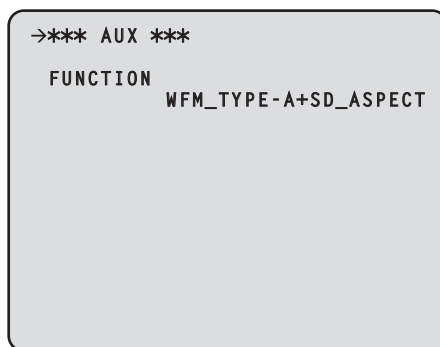 →*** AUX ***
FUNCTION
WFM_TYPE-A+SD_ASPECT